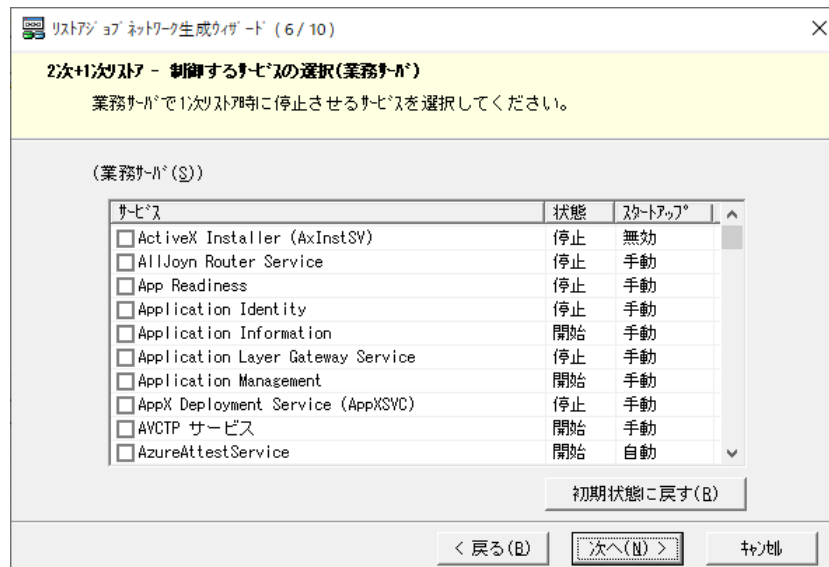 ﾘｽﾄｱｼﾞｮﾌﾞﾈｯﾄﾜｰｸ生成ｳｨｻﾞｰﾄﾞ ( 6 / 10 )
2次+1次ﾘｽﾄｱ - 制御するｻｰﾋﾞｽの選択(業務ｻｰﾊﾞ)
業務ｻｰﾊﾞで1次ﾘｽﾄｱ時に停止させるｻｰﾋﾞｽを選択してください。
(業務ｻｰﾊﾞ(S))
ｻｰﾋﾞｽ 状態 ｽﾀｰﾄｱｯﾌﾟ
ActiveX Installer (AxInstSV) 停止 無効
AllJoyn Router Service 停止 手動
App Readiness 停止 手動
Application Identity 停止 手動
Application Information 開始 手動
Application Layer Gateway Service 停止 手動
Application Management 開始 手動
AppX Deployment Service (AppXSVC) 停止 手動
AVCTP サービス 開始 手動
AzureAttestService 開始 自動
初期状態に戻す(R)
< 戻る(B) 次へ(N) > ｷｬﾝｾﾙ